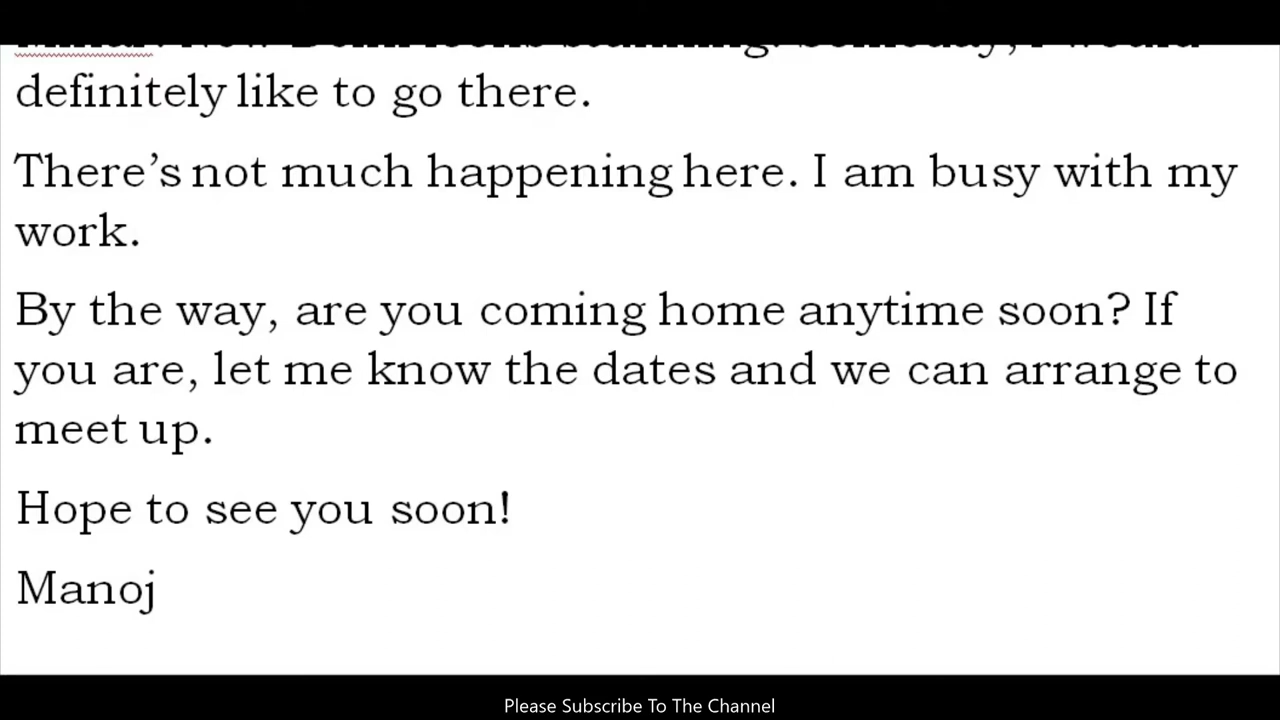 definitely like to go there.
There’s not much happening here. I am busy with my
work.
By the way, are you coming home anytime soon? If
you are, let me know the dates and we can arrange to
meet up.
Hope to see you soon!
Manoj
Please Subscribe To The Channel